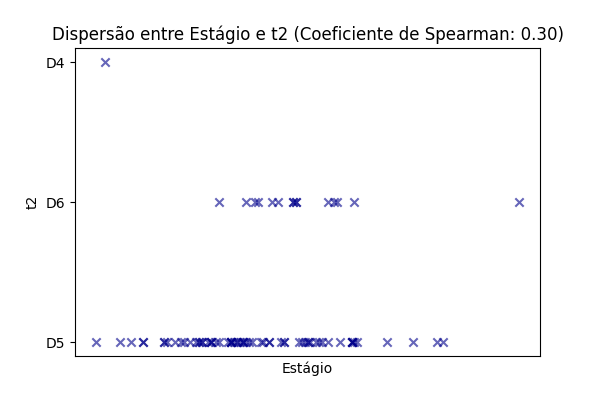 Dispersão entre Estágio e t2 (Coeficiente de Spearman: 0.30)
D4
D6
D5
t2
Estágio